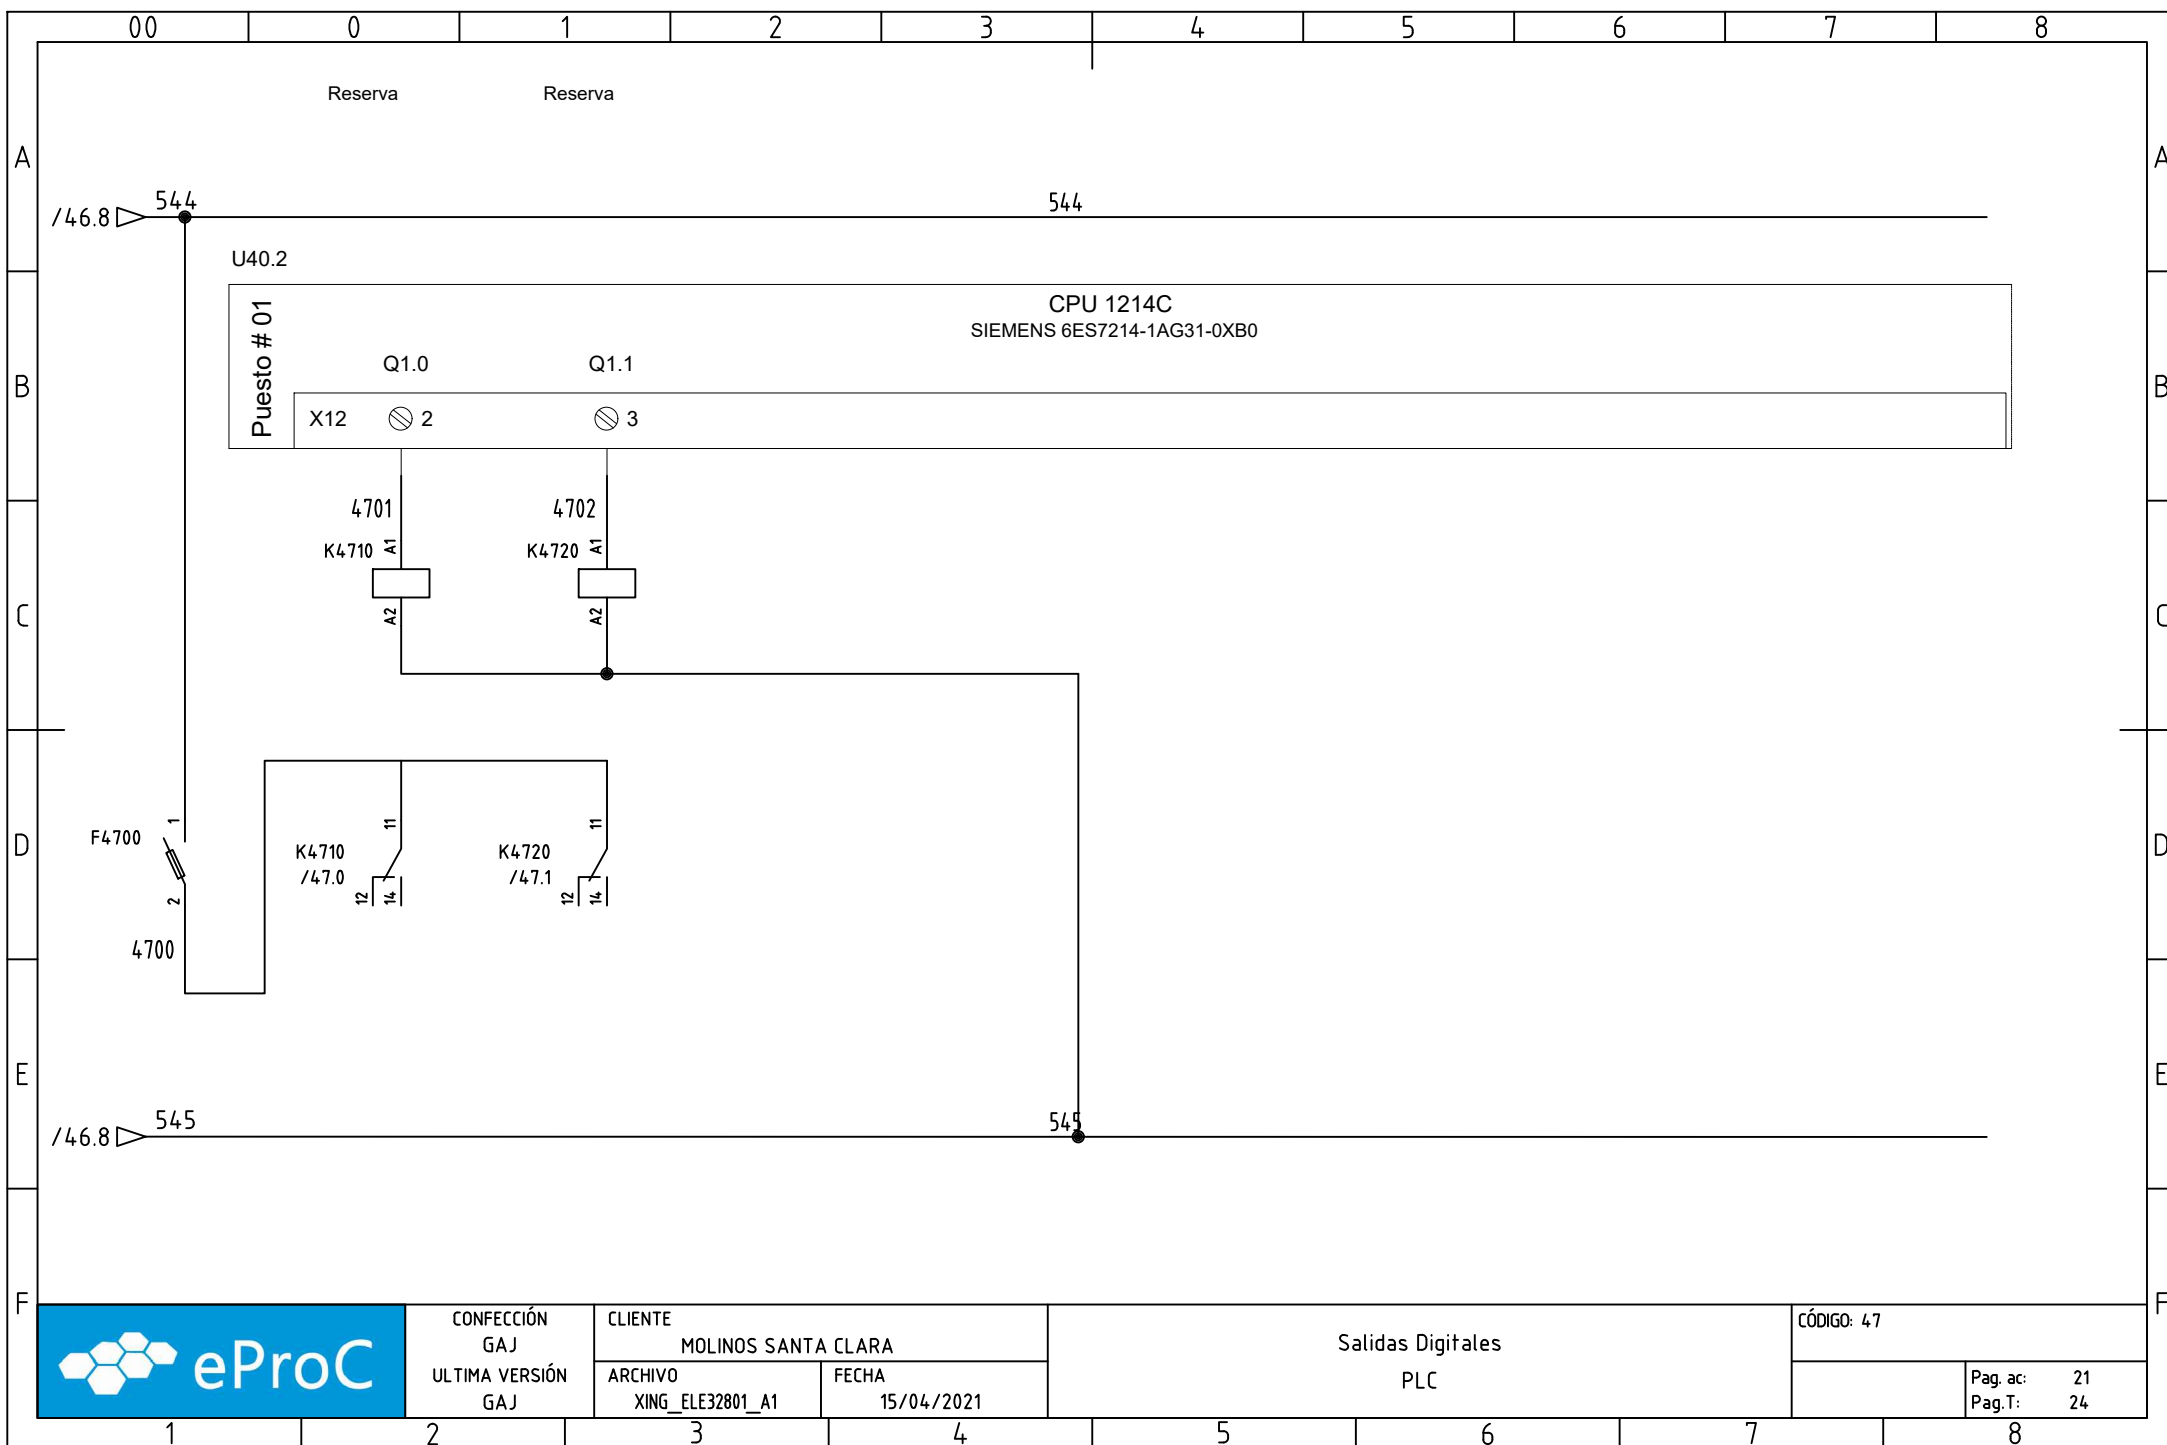 00 0 1 2 3 4 5 6 7 8
Reserva Reserva
A A
/46.8 544 544
U40.2
Puesto # 01
CPU 1214C
SIEMENS 6ES7214-1AG31-0XB0
Q1.0 Q1.1
B B
X12 2 3
4701 4702
K4710 A1 K4720 A1
A2 A2
C C
1 11 11
F4700
D D
K4710 K4720
/47.0 /47.1
2 12 14 12 14
4700
E E
/46.8 545 545
F F
eProC
CONFECCIÓN
GAJ
ULTIMA VERSIÓN
GAJ
CLIENTE
MOLINOS SANTA CLARA
ARCHIVO
XING_ELE32801_A1
FECHA
15/04/2021
Salidas Digitales
PLC
CÓDIGO: 47
Pag. ac: 21
Pag.T: 24
1 2 3 4 5 6 7 8